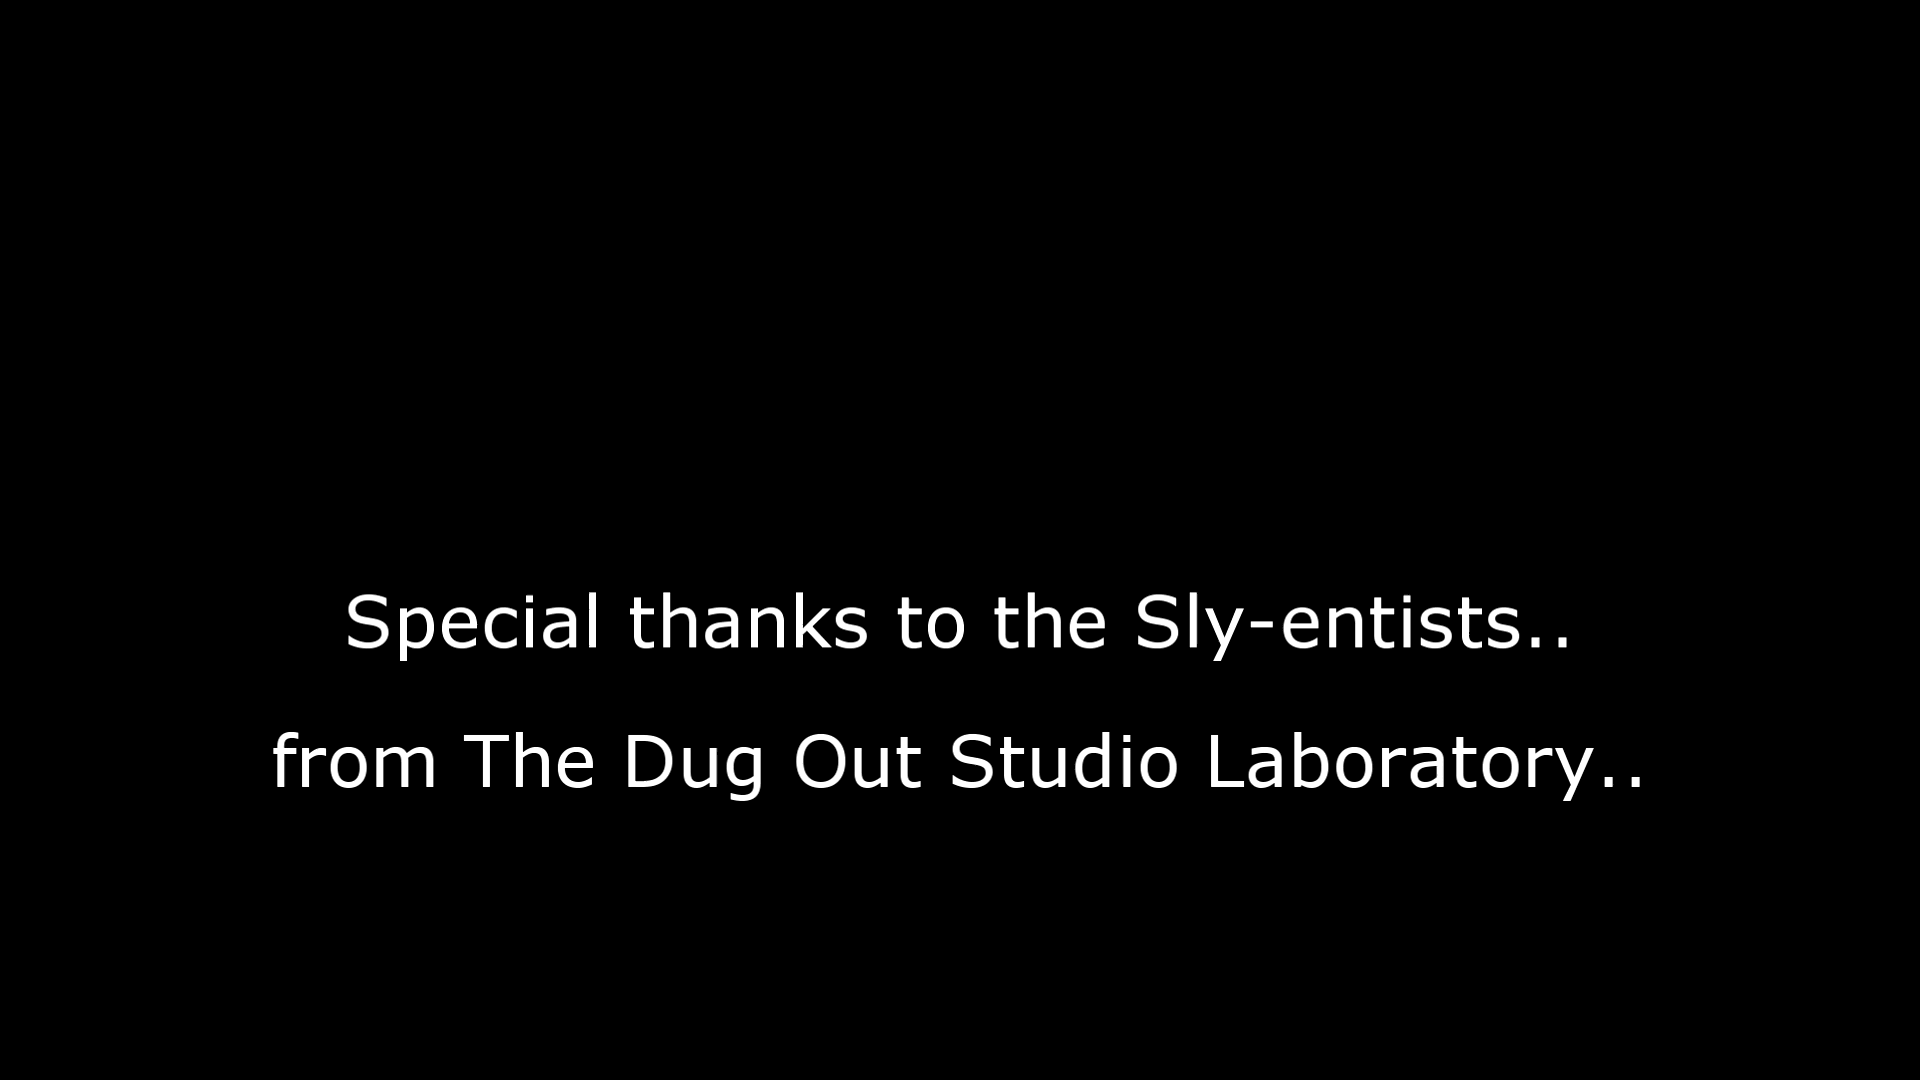 Special thanks to the Sly-entists..
from The Dug Out Studio Laboratory..